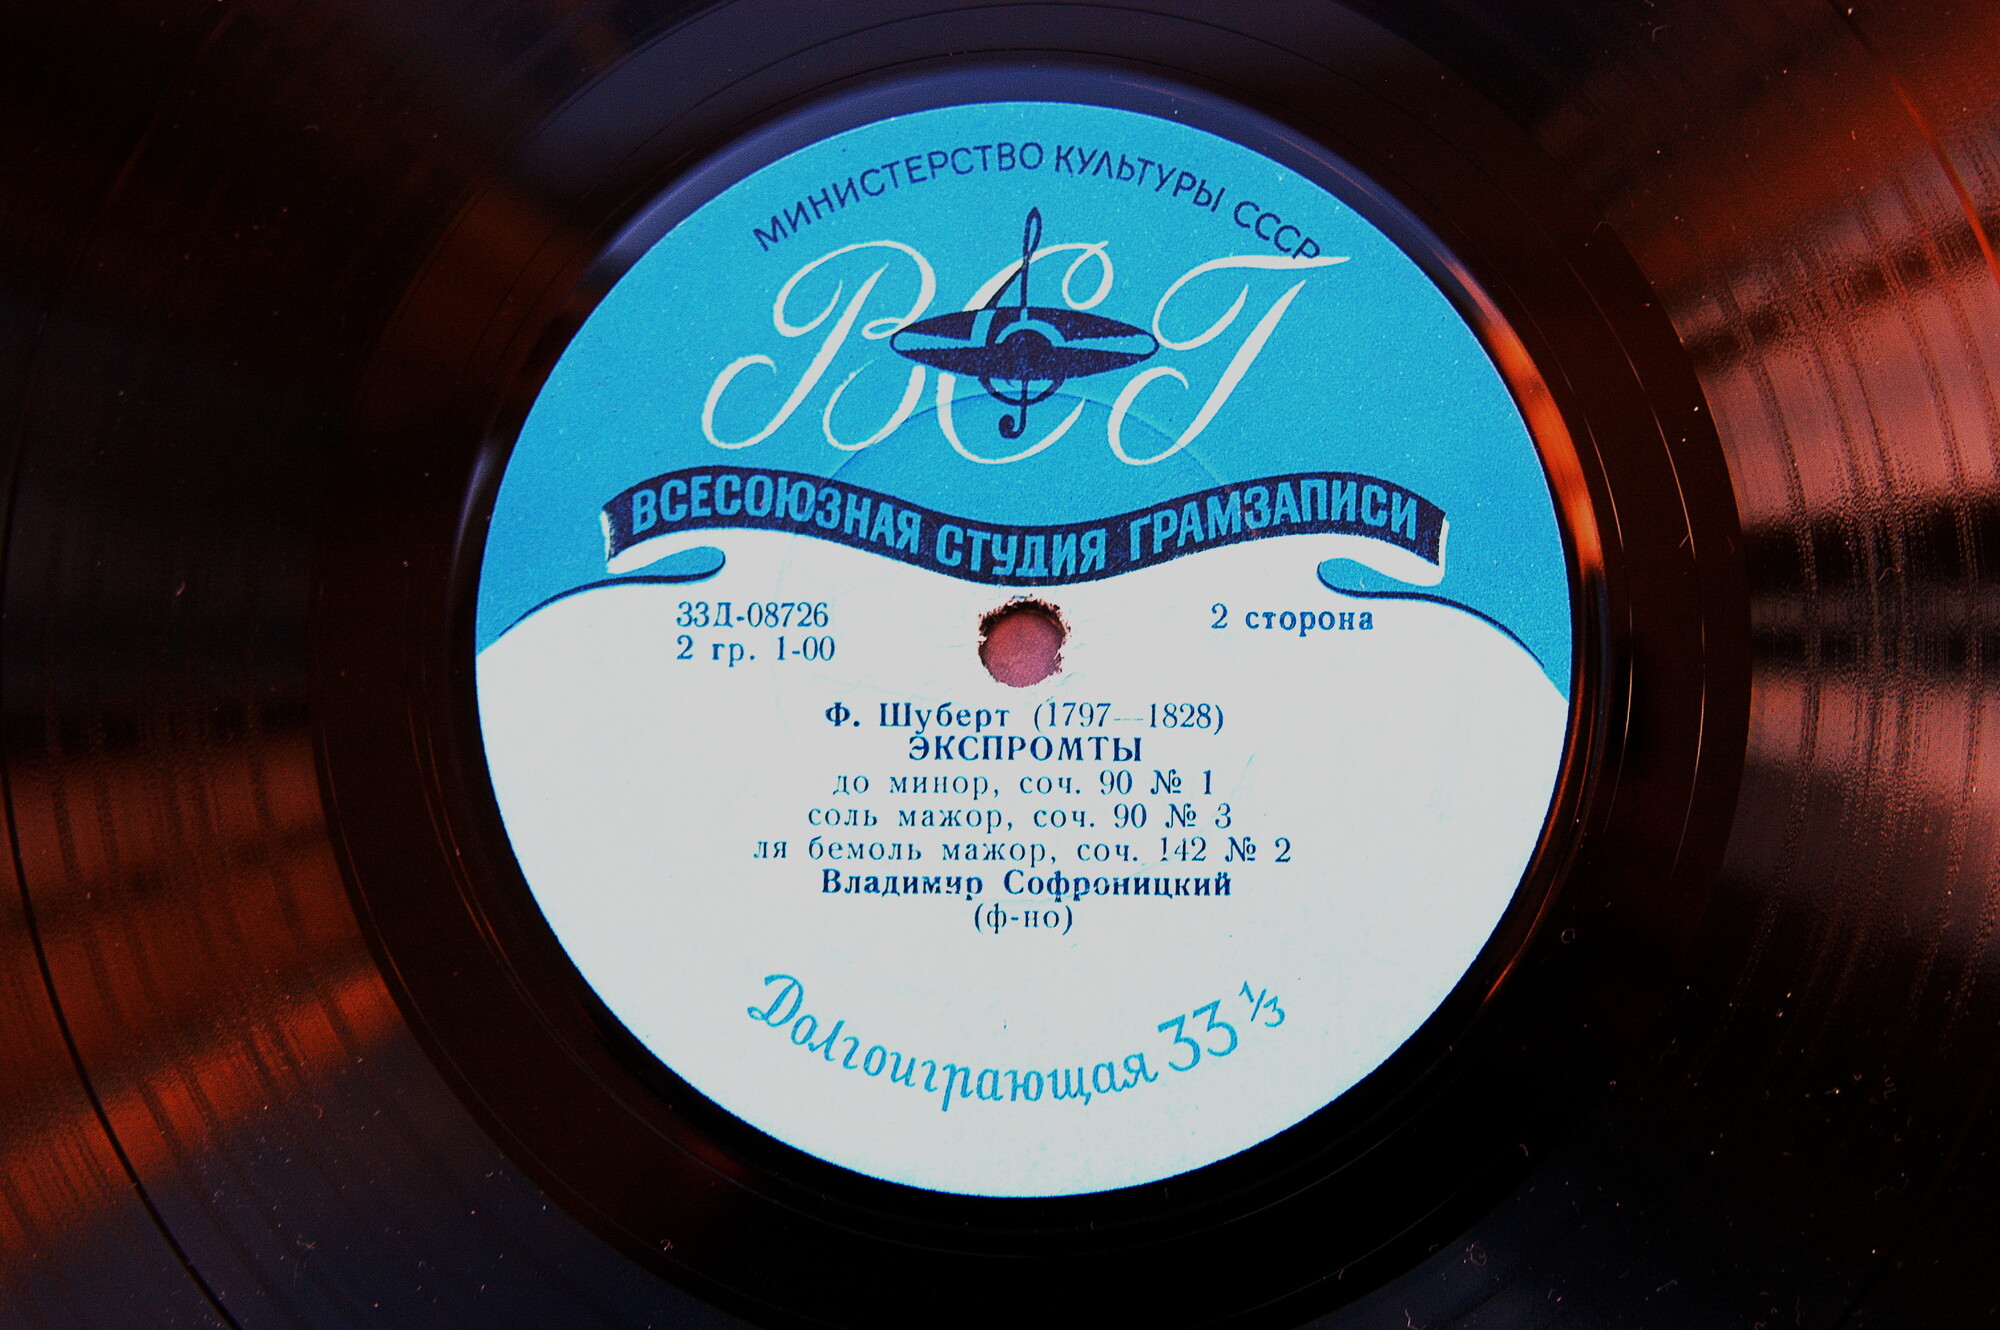 МИНИСТЕРСТВО КУЛЬТУРЫ СССР
ВСГ
ВСЕСОЮЗНАЯ СТУДИЯ ГРАМЗАПИСИ
33Д-08726
2 сторона
2 гр. 1-00
Ф. Шуберт (1797—1828)
ЭКСПРОМТЫ
до минор, соч. 90 № 1
соль мажор, соч. 90 № 3
ля бемоль мажор, соч. 142 № 2
Владимир Софроницкий
(ф-но)
Долгоиграющая 33 1/3